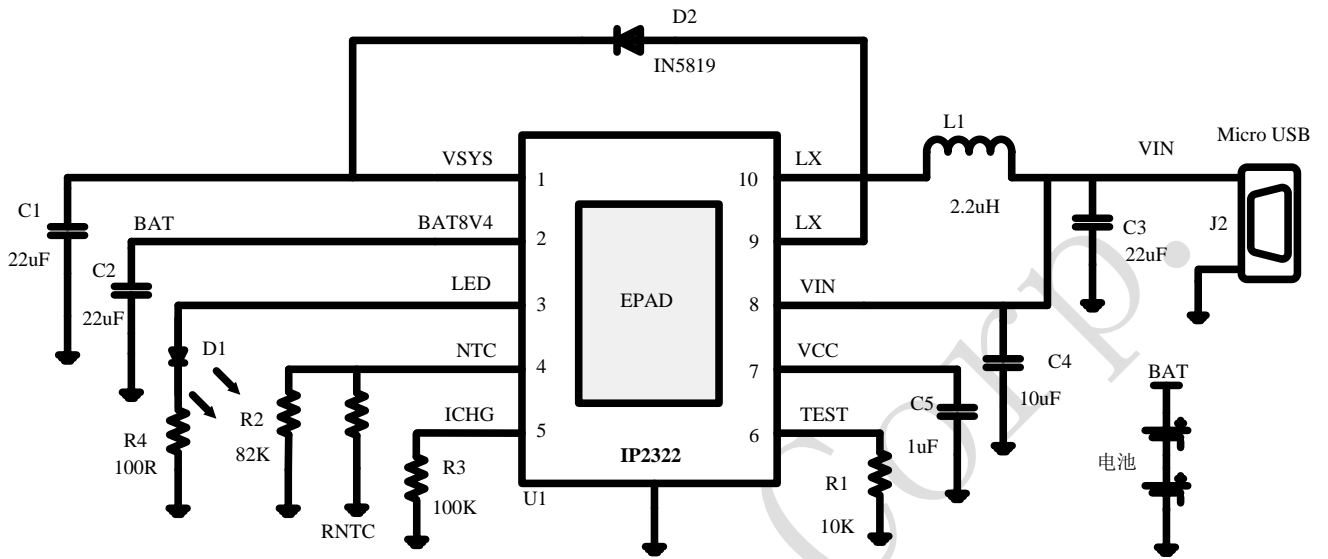 D2
IN5819
L1
2.2uH
VIN
Micro USB
J2
VSYS
1
10
LX
C1
22uF
BAT
BAT8V4
2
9
LX
C3
22uF
C2
22uF
LED
3
EPAD
8
VIN
D1
NTC
4
7
VCC
C4
10uF
BAT
R4
100R
R2
82K
ICHG
5
6
TEST
C5
1uF
电池
R3
100K
IP2322
U1
R1
10K
RNTC
Corp.